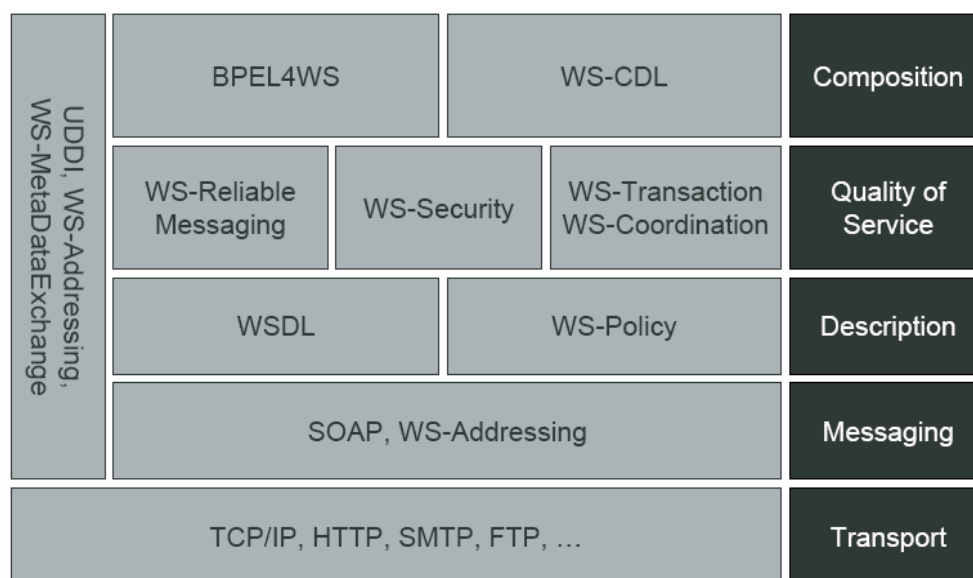 UDDI, WS-Addressing,
WS-MetaDataExchange
BPEL4WS
WS-CDL
Composition
WS-Reliable
Messaging
WS-Security
WS-Transaction
WS-Coordination
Quality of
Service
WSDL
WS-Policy
Description
SOAP, WS-Addressing
Messaging
TCP/IP, HTTP, SMTP, FTP, ...
Transport